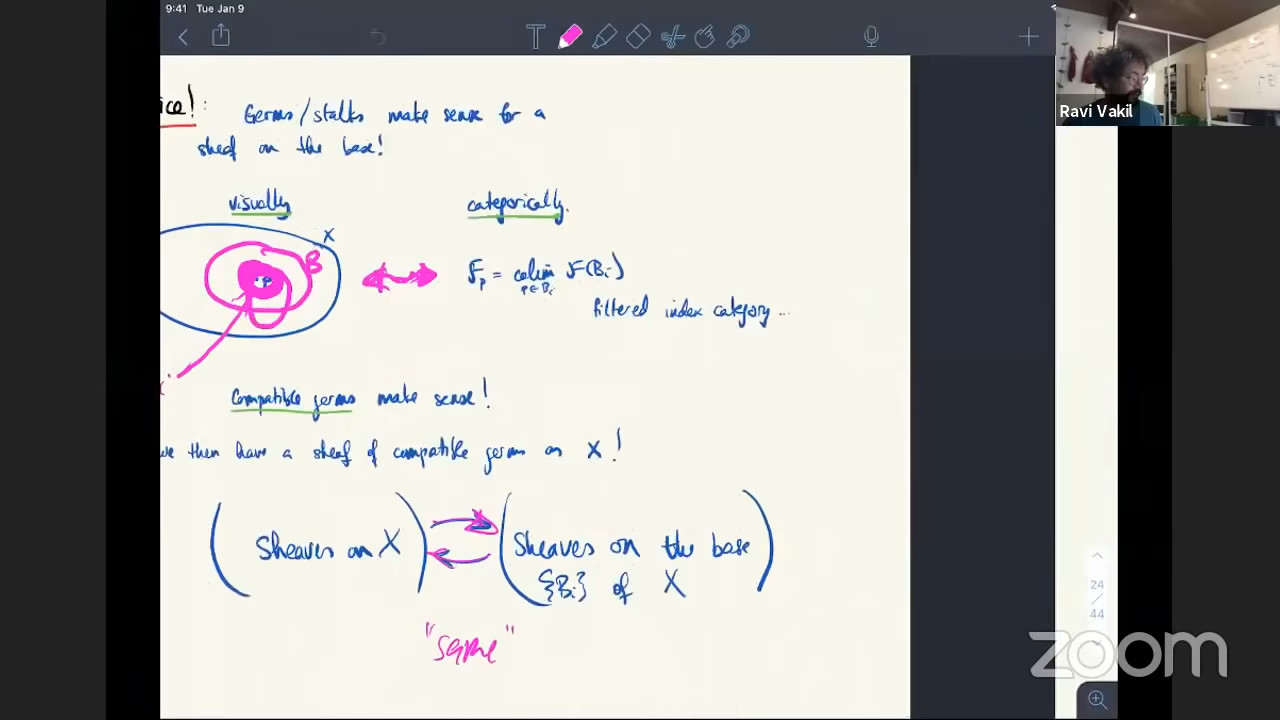 9:41 Tue Jan 9
Ravi Vakil
ice!: Germs/stalks make sense for a
sheaf on the base!
visually
categorically.
X
B
p
F_p = colim F(B_i)
p∈B_i
filtered index category ...
Compatible germs make sense!
we then have a sheaf of compatible germs on X!
(Sheaves on X) ⇄ (Sheaves on the base
{B_i} of X)
"same"
24
/
44
zoom